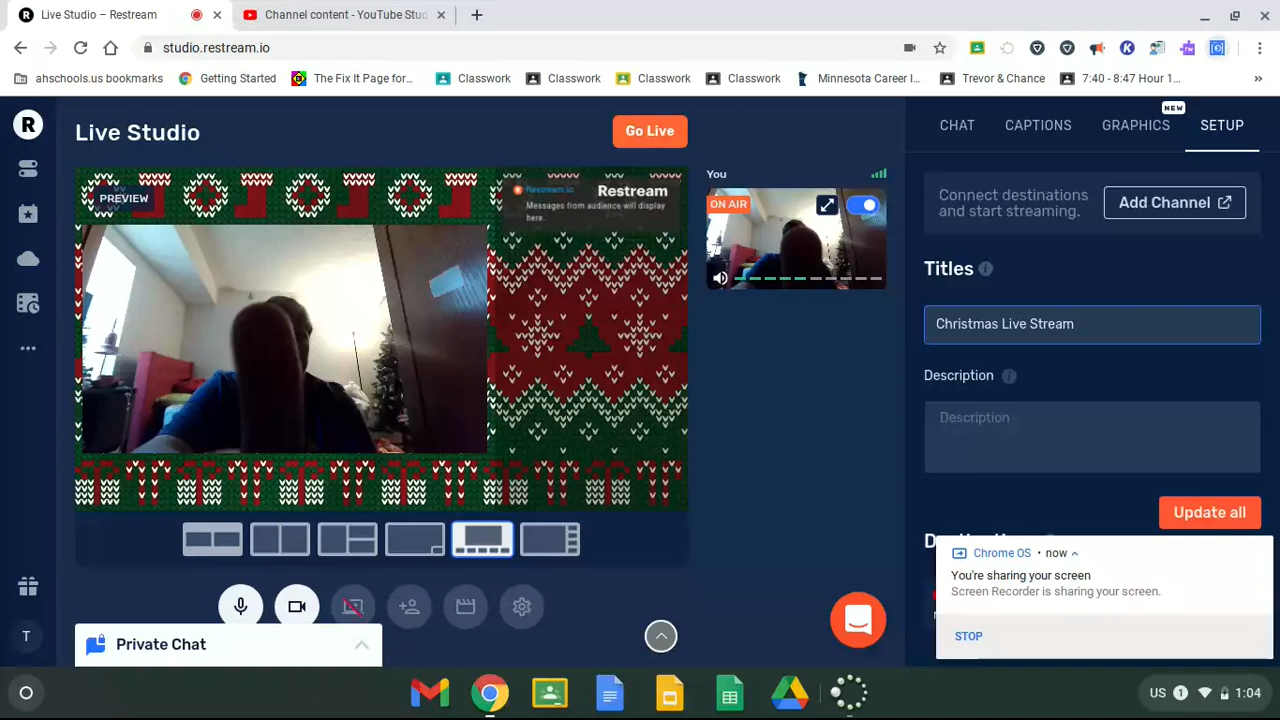 Live Studio – Restream
Channel content - YouTube Stu
studio.restream.io
ahschools.us bookmarks
Getting Started
The Fix It Page for...
Classwork
Classwork
Classwork
Classwork
Minnesota Career I...
Trevor & Chance
7:40 - 8:47 Hour 1...
»
R
Live Studio
Go Live
PREVIEW
Restream.io
Restream
Messages from audience will display
here.
You
ON AIR
CHAT
CAPTIONS
NEW
GRAPHICS
SETUP
Connect destinations
and start streaming.
Add Channel
Titles
Christmas Live Stream
Description
Description
Update all
Chrome OS • now
You're sharing your screen
Screen Recorder is sharing your screen.
STOP
T
Private Chat
US
1
1:04